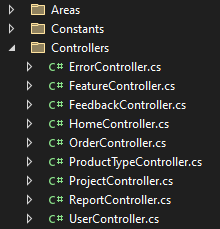 Areas
Constants
Controllers
C# ErrorController.cs
C# FeatureController.cs
C# FeedbackController.cs
C# HomeController.cs
C# OrderController.cs
C# ProductTypeController.cs
C# ProjectController.cs
C# ReportController.cs
C# UserController.cs